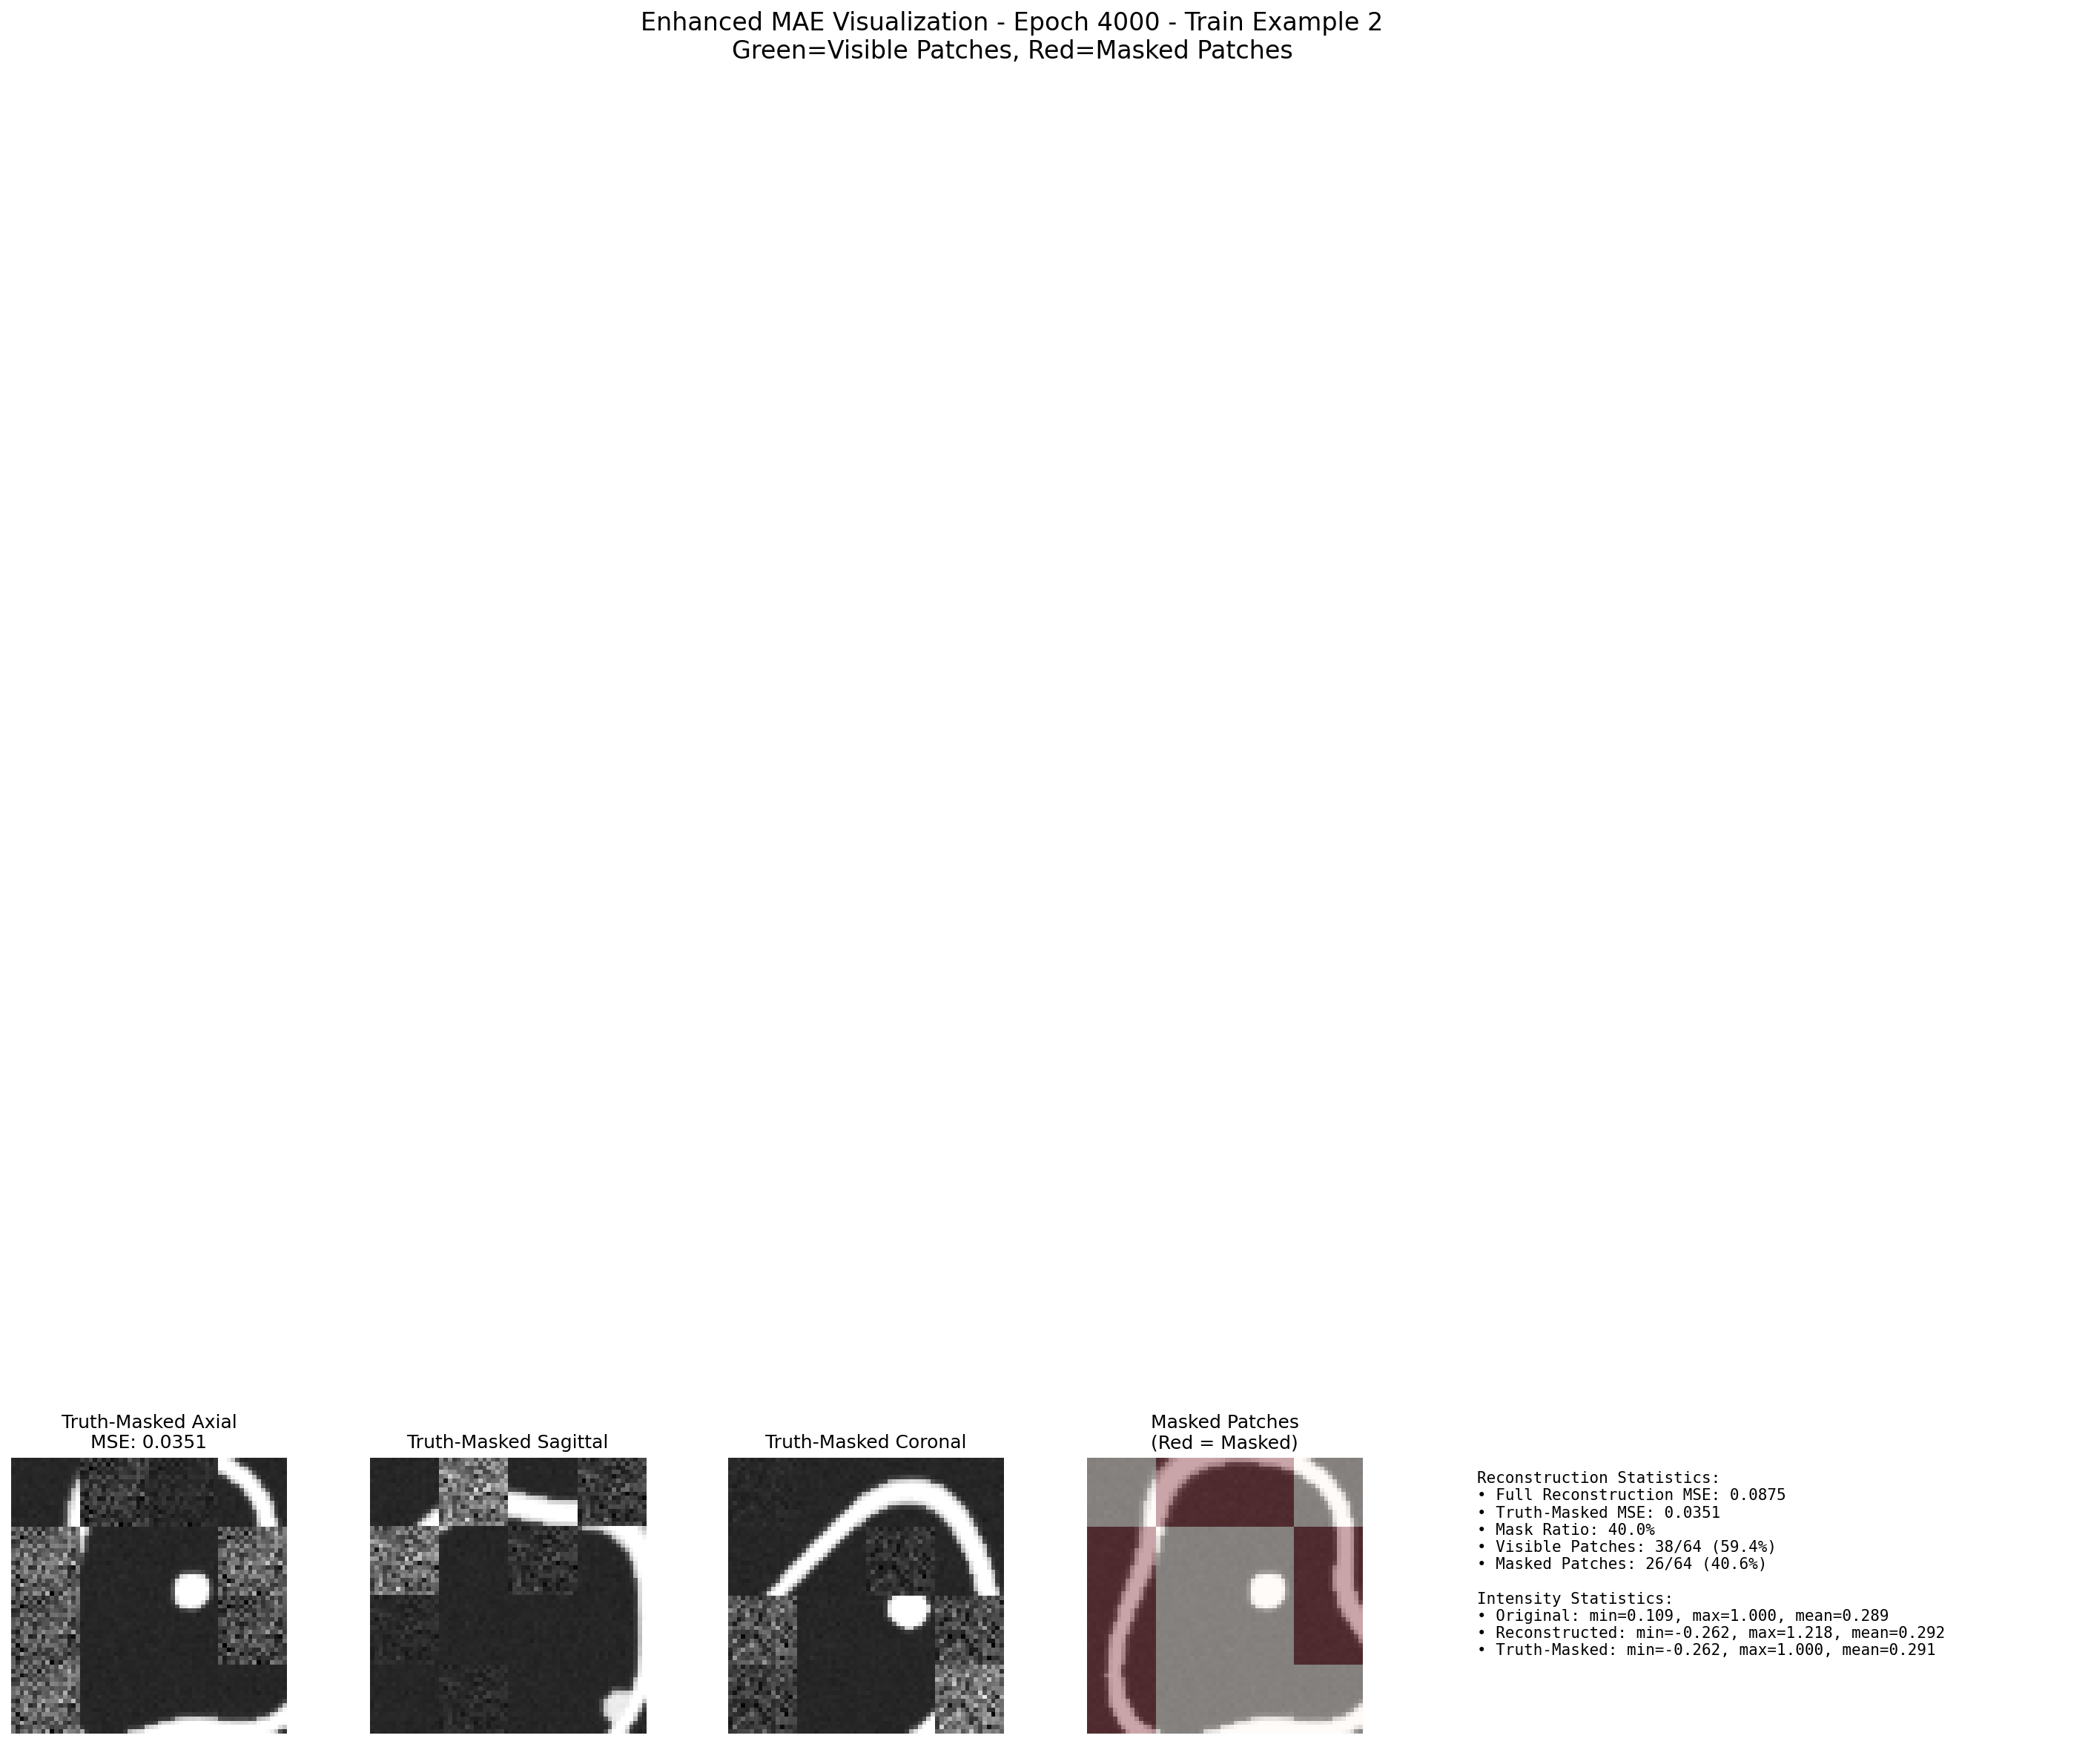 Enhanced MAE Visualization - Epoch 4000 - Train Example 2
Green=Visible Patches, Red=Masked Patches
Truth-Masked Axial
MSE: 0.0351
Truth-Masked Sagittal
Truth-Masked Coronal
Masked Patches
(Red = Masked)
Reconstruction Statistics:
• Full Reconstruction MSE: 0.0875
• Truth-Masked MSE: 0.0351
• Mask Ratio: 40.0%
• Visible Patches: 38/64 (59.4%)
• Masked Patches: 26/64 (40.6%)
Intensity Statistics:
• Original: min=0.109, max=1.000, mean=0.289
• Reconstructed: min=-0.262, max=1.218, mean=0.292
• Truth-Masked: min=-0.262, max=1.000, mean=0.291